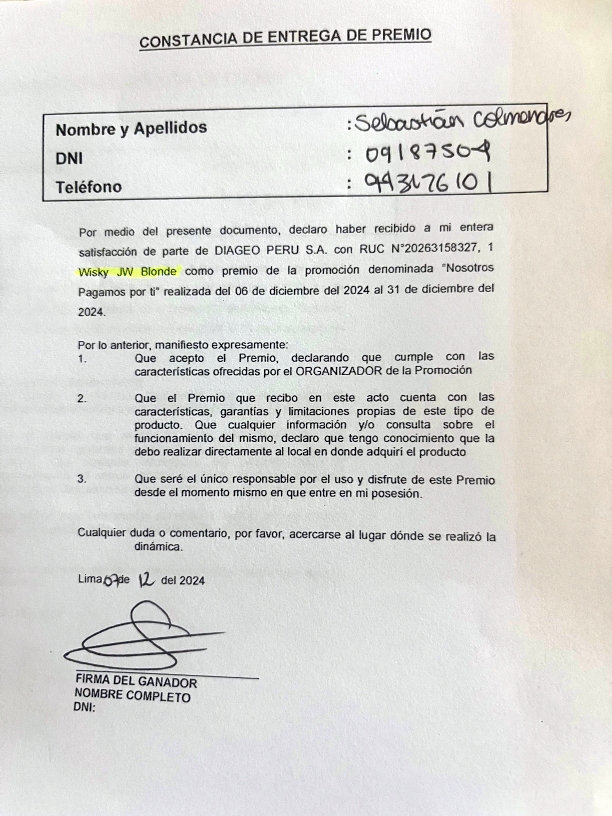 CONSTANCIA DE ENTREGA DE PREMIO
Nombre y Apellidos : Sebastián Colmenares
DNI : 09187504
Teléfono : 943176101
Por medio del presente documento, declaro haber recibido a mi entera
satisfacción de parte de DIAGEO PERU S.A. con RUC N°20263158327, 1
Wisky JW Blonde como premio de la promoción denominada "Nosotros
Pagamos por ti" realizada del 06 de diciembre del 2024 al 31 de diciembre del
2024.
Por lo anterior, manifiesto expresamente:
1. Que acepto el Premio, declarando que cumple con las
características ofrecidas por el ORGANIZADOR de la Promoción
2. Que el Premio que recibo en este acto cuenta con las
características, garantías y limitaciones propias de este tipo de
producto. Que cualquier información y/o consulta sobre el
funcionamiento del mismo, declaro que tengo conocimiento que la
debo realizar directamente al local en donde adquirí el producto
3. Que seré el único responsable por el uso y disfrute de este Premio
desde el momento mismo en que entre en mi posesión.
Cualquier duda o comentario, por favor, acercarse al lugar dónde se realizó la
dinámica.
Lima 07 de 12 del 2024
FIRMA DEL GANADOR
NOMBRE COMPLETO
DNI: